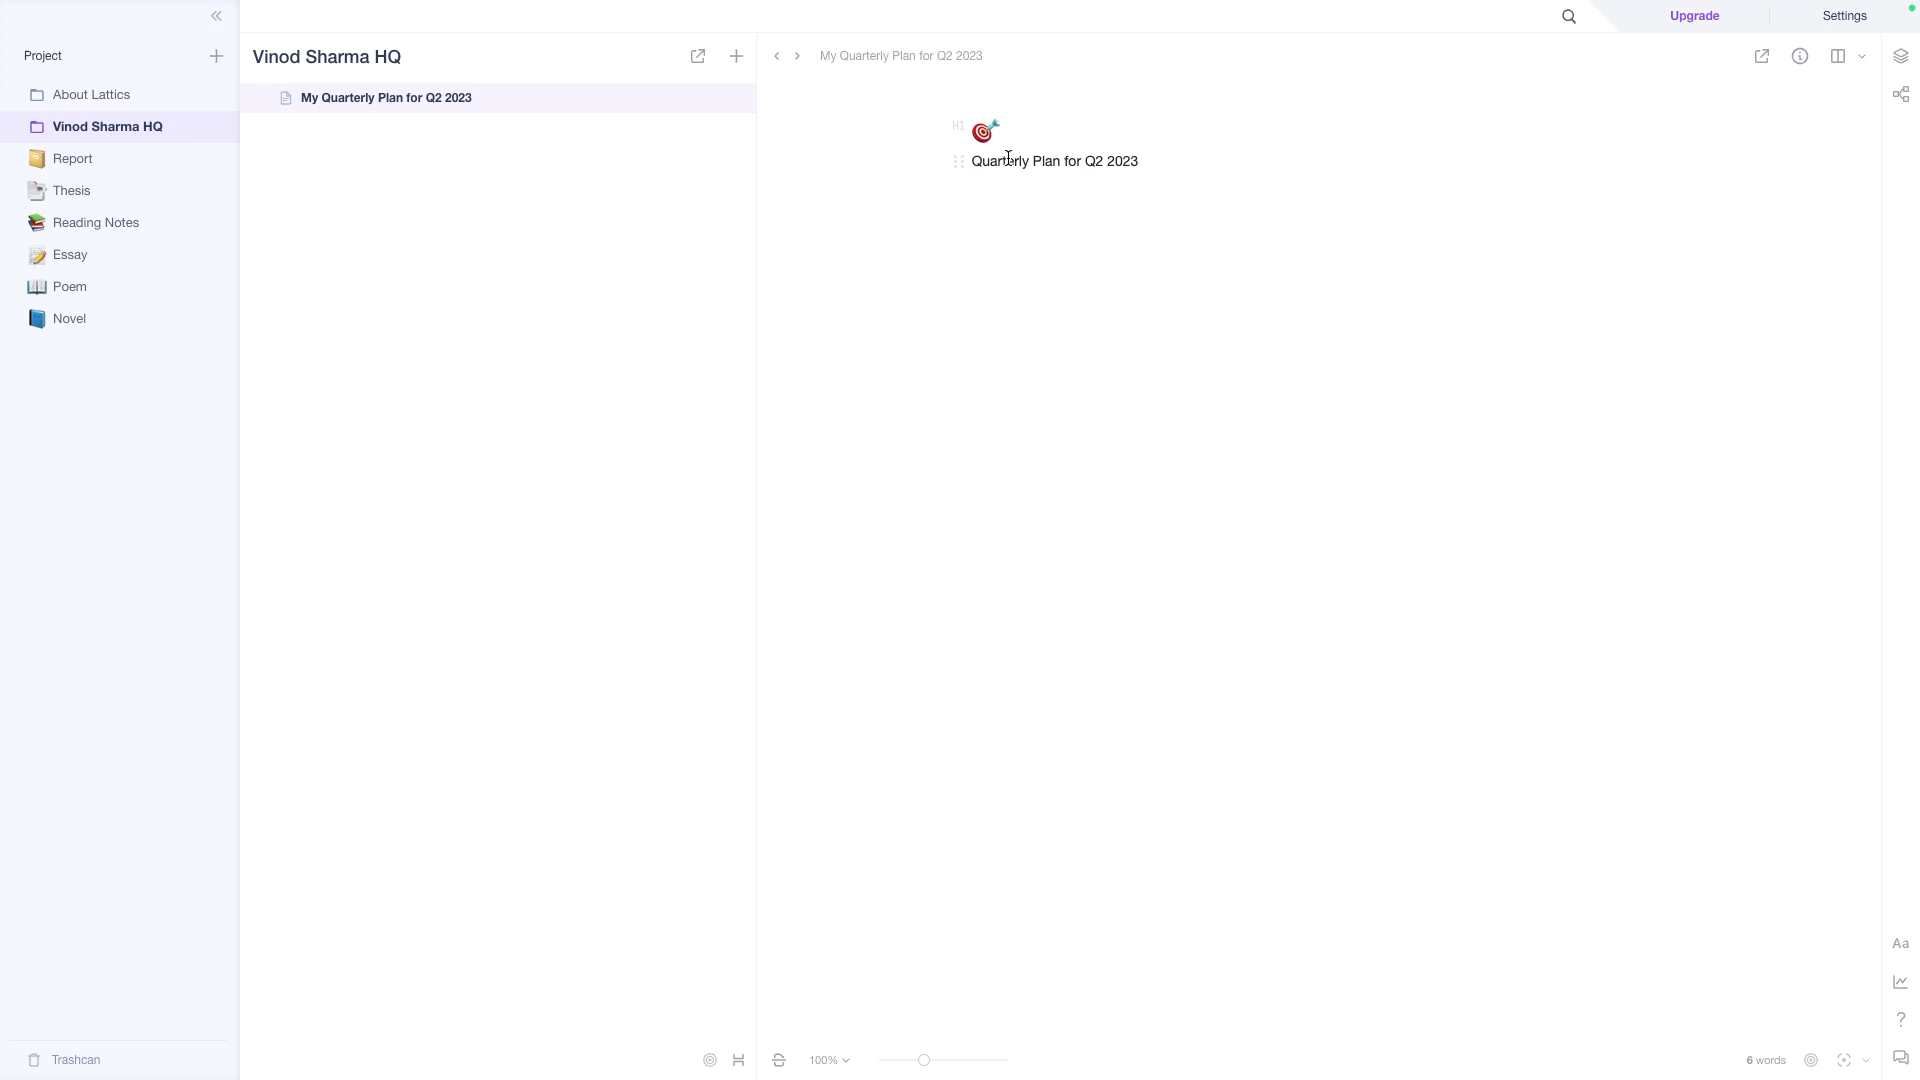 Upgrade
Settings
Project
About Lattics
Vinod Sharma HQ
Report
Thesis
Reading Notes
Essay
Poem
Novel
Trashcan
Vinod Sharma HQ
My Quarterly Plan for Q2 2023
My Quarterly Plan for Q2 2023
H1
Quarterly Plan for Q2 2023
100%
6 words
Aa
?